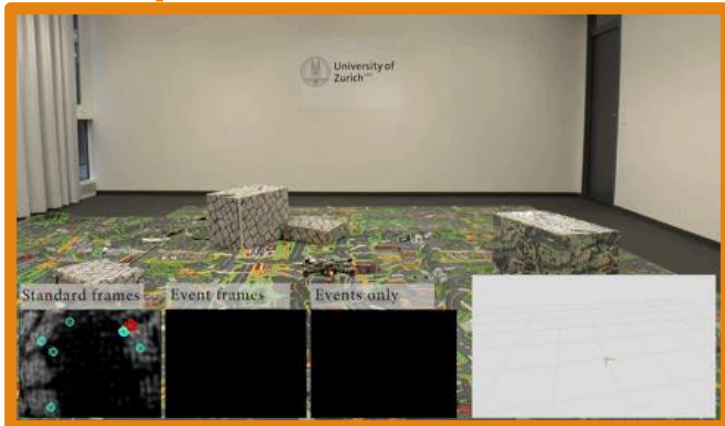 University of
Zurich
Standard frames
Event frames
Events only